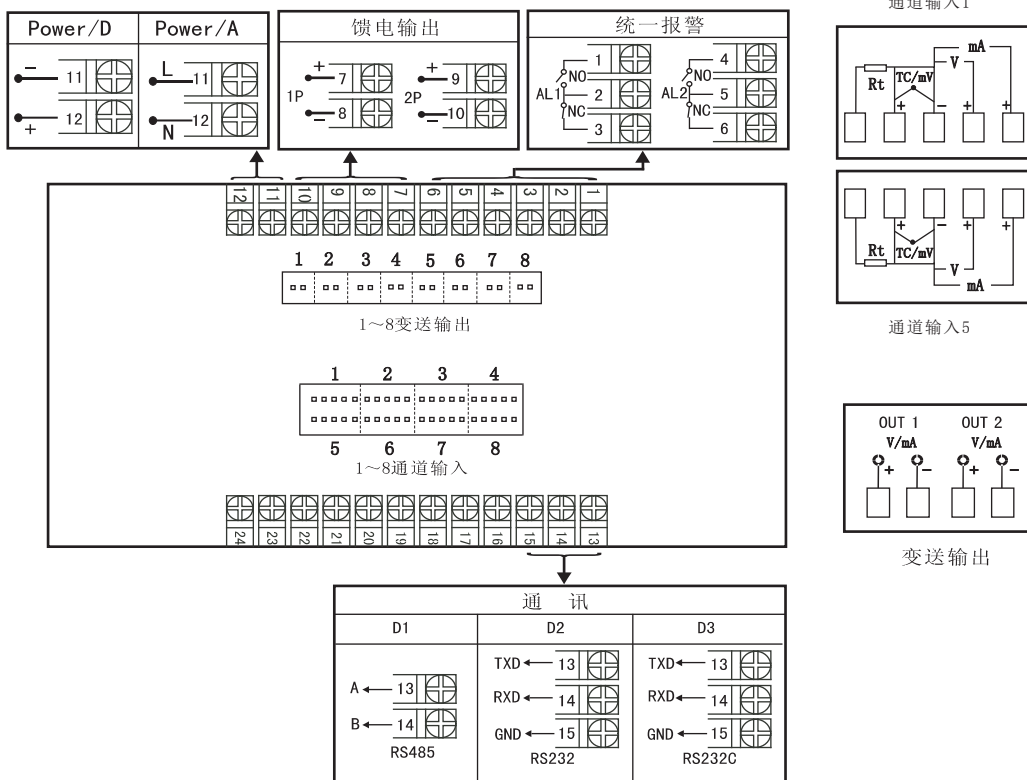 Power/D
Power/A
馈电输出
统一报警
通道输入1
- 11
+ 12
L 11
N 12
1P + 7
- 8
2P + 9
- 10
AL1 NO NC 1 2 3
AL2 NO NC 4 5 6
mA
V
Rt TC/mV
+ - + +
12 11 10 9 8 7 6 5 4 3 2 1
1 2 3 4 5 6 7 8
1～8变送输出
1 2 3 4
5 6 7 8
1～8通道输入
24 23 22 21 20 19 18 17 16 15 14 13
+ - + +
Rt TC/mV
V
mA
通道输入5
OUT 1 OUT 2
V/mA V/mA
+ - + -
变送输出
通 讯
D1 D2 D3
A 13
B 14
RS485
TXD 13
RXD 14
GND 15
RS232
TXD 13
RXD 14
GND 15
RS232C